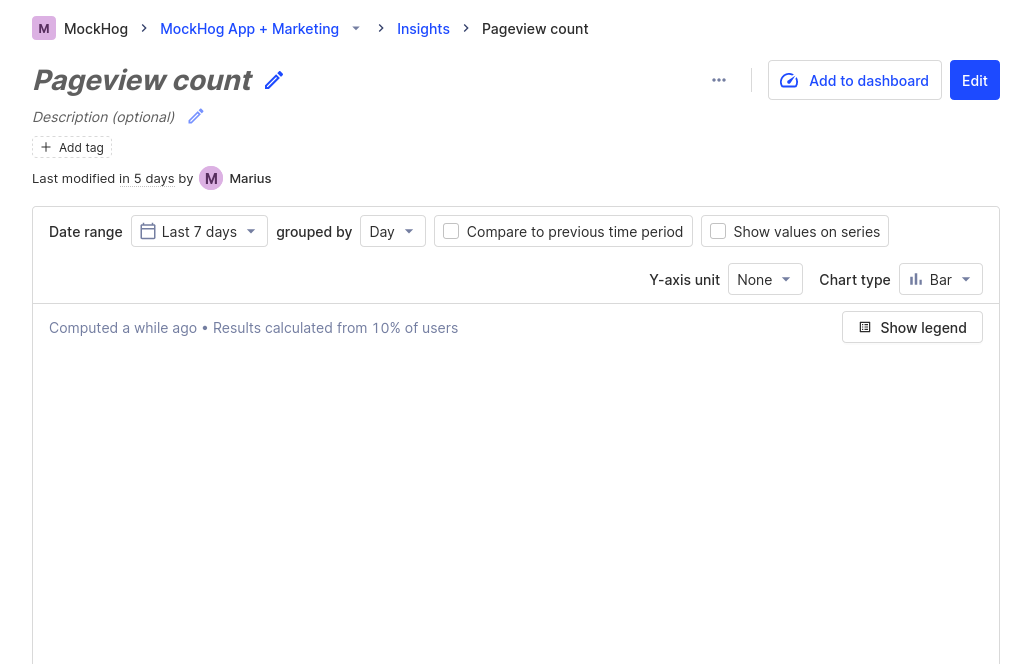 M MockHog MockHog App + Marketing Insights Pageview count
Pageview count
Add to dashboard Edit
Description (optional)
Add tag
Last modified in 5 days by M Marius
Date range Last 7 days grouped by Day Compare to previous time period Show values on series
Y-axis unit None Chart type Bar
Computed a while ago • Results calculated from 10% of users Show legend